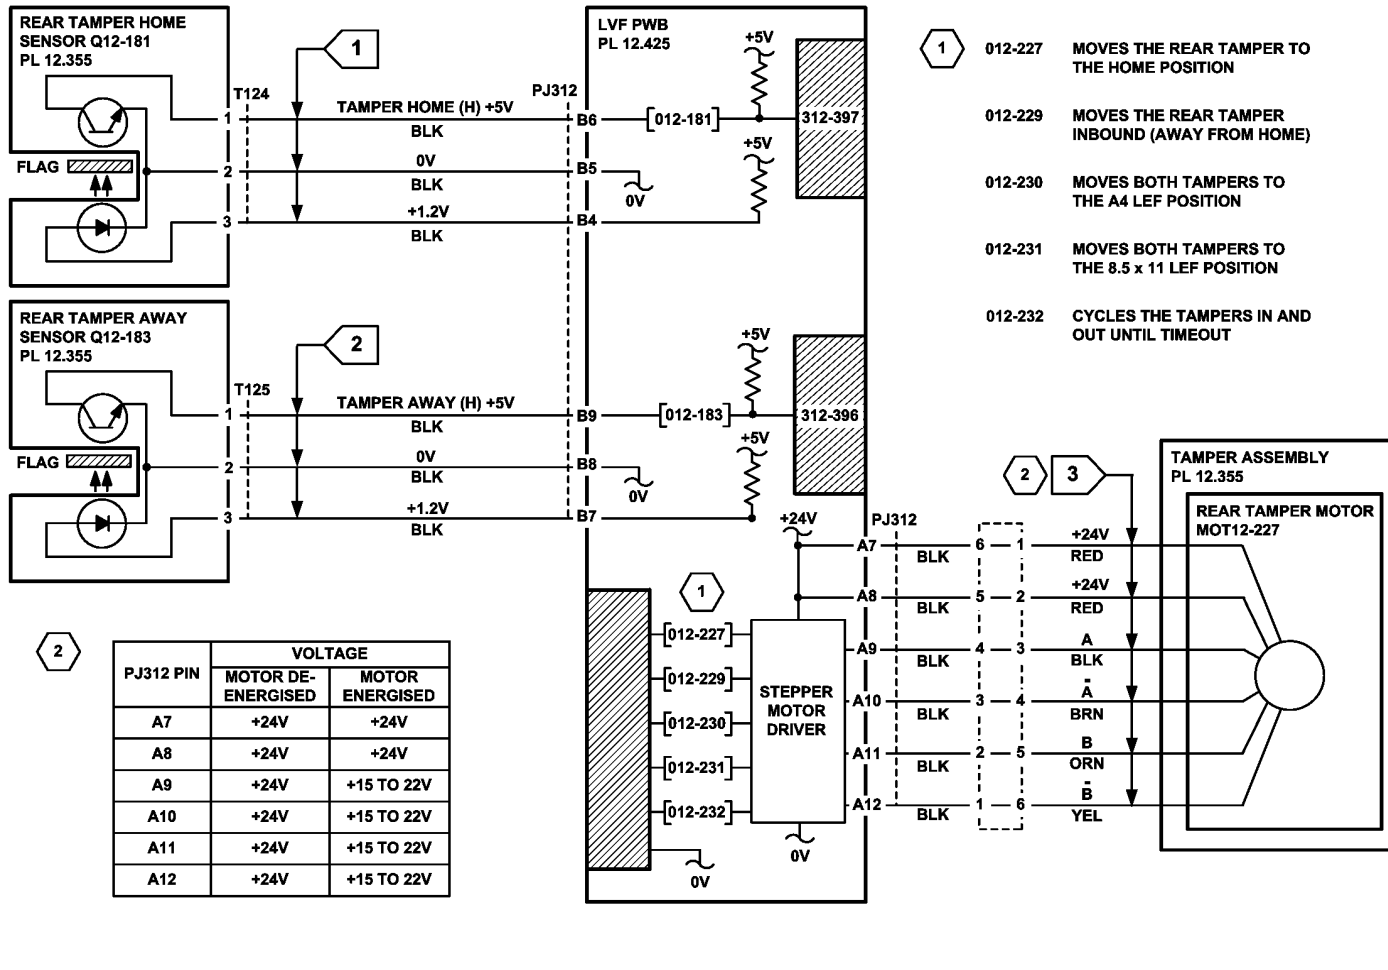 REAR TAMPER HOME
SENSOR Q12-181
PL 12.355
FLAG
1
2
3
T124
1
TAMPER HOME (H) +5V
BLK
0V
BLK
+1.2V
BLK
PJ312
B6
B5
B4
LVF PWB
PL 12.425
+5V
012-181
312-397
+5V
0V
REAR TAMPER AWAY
SENSOR Q12-183
PL 12.355
FLAG
1
2
3
T125
2
TAMPER AWAY (H) +5V
BLK
0V
BLK
+1.2V
BLK
B9
B8
B7
+5V
012-183
312-396
+5V
0V
1
012-227 MOVES THE REAR TAMPER TO
THE HOME POSITION
012-229 MOVES THE REAR TAMPER
INBOUND (AWAY FROM HOME)
012-230 MOVES BOTH TAMPERS TO
THE A4 LEF POSITION
012-231 MOVES BOTH TAMPERS TO
THE 8.5 x 11 LEF POSITION
012-232 CYCLES THE TAMPERS IN AND
OUT UNTIL TIMEOUT
2
PJ312 PIN
VOLTAGE
MOTOR DE-
ENERGISED
MOTOR
ENERGISED
A7 +24V +24V
A8 +24V +24V
A9 +24V +15 TO 22V
A10 +24V +15 TO 22V
A11 +24V +15 TO 22V
A12 +24V +15 TO 22V
1
012-227
012-229
012-230
012-231
012-232
0V
+24V
STEPPER
MOTOR
DRIVER
0V
PJ312
A7 BLK 6 1 +24V RED
A8 BLK 5 2 +24V RED
A9 BLK 4 3 A BLK
A10 BLK 3 4 A̅ BRN
A11 BLK 2 5 B ORN
A12 BLK 1 6 B̅ YEL
2
3
TAMPER ASSEMBLY
PL 12.355
REAR TAMPER MOTOR
MOT12-227